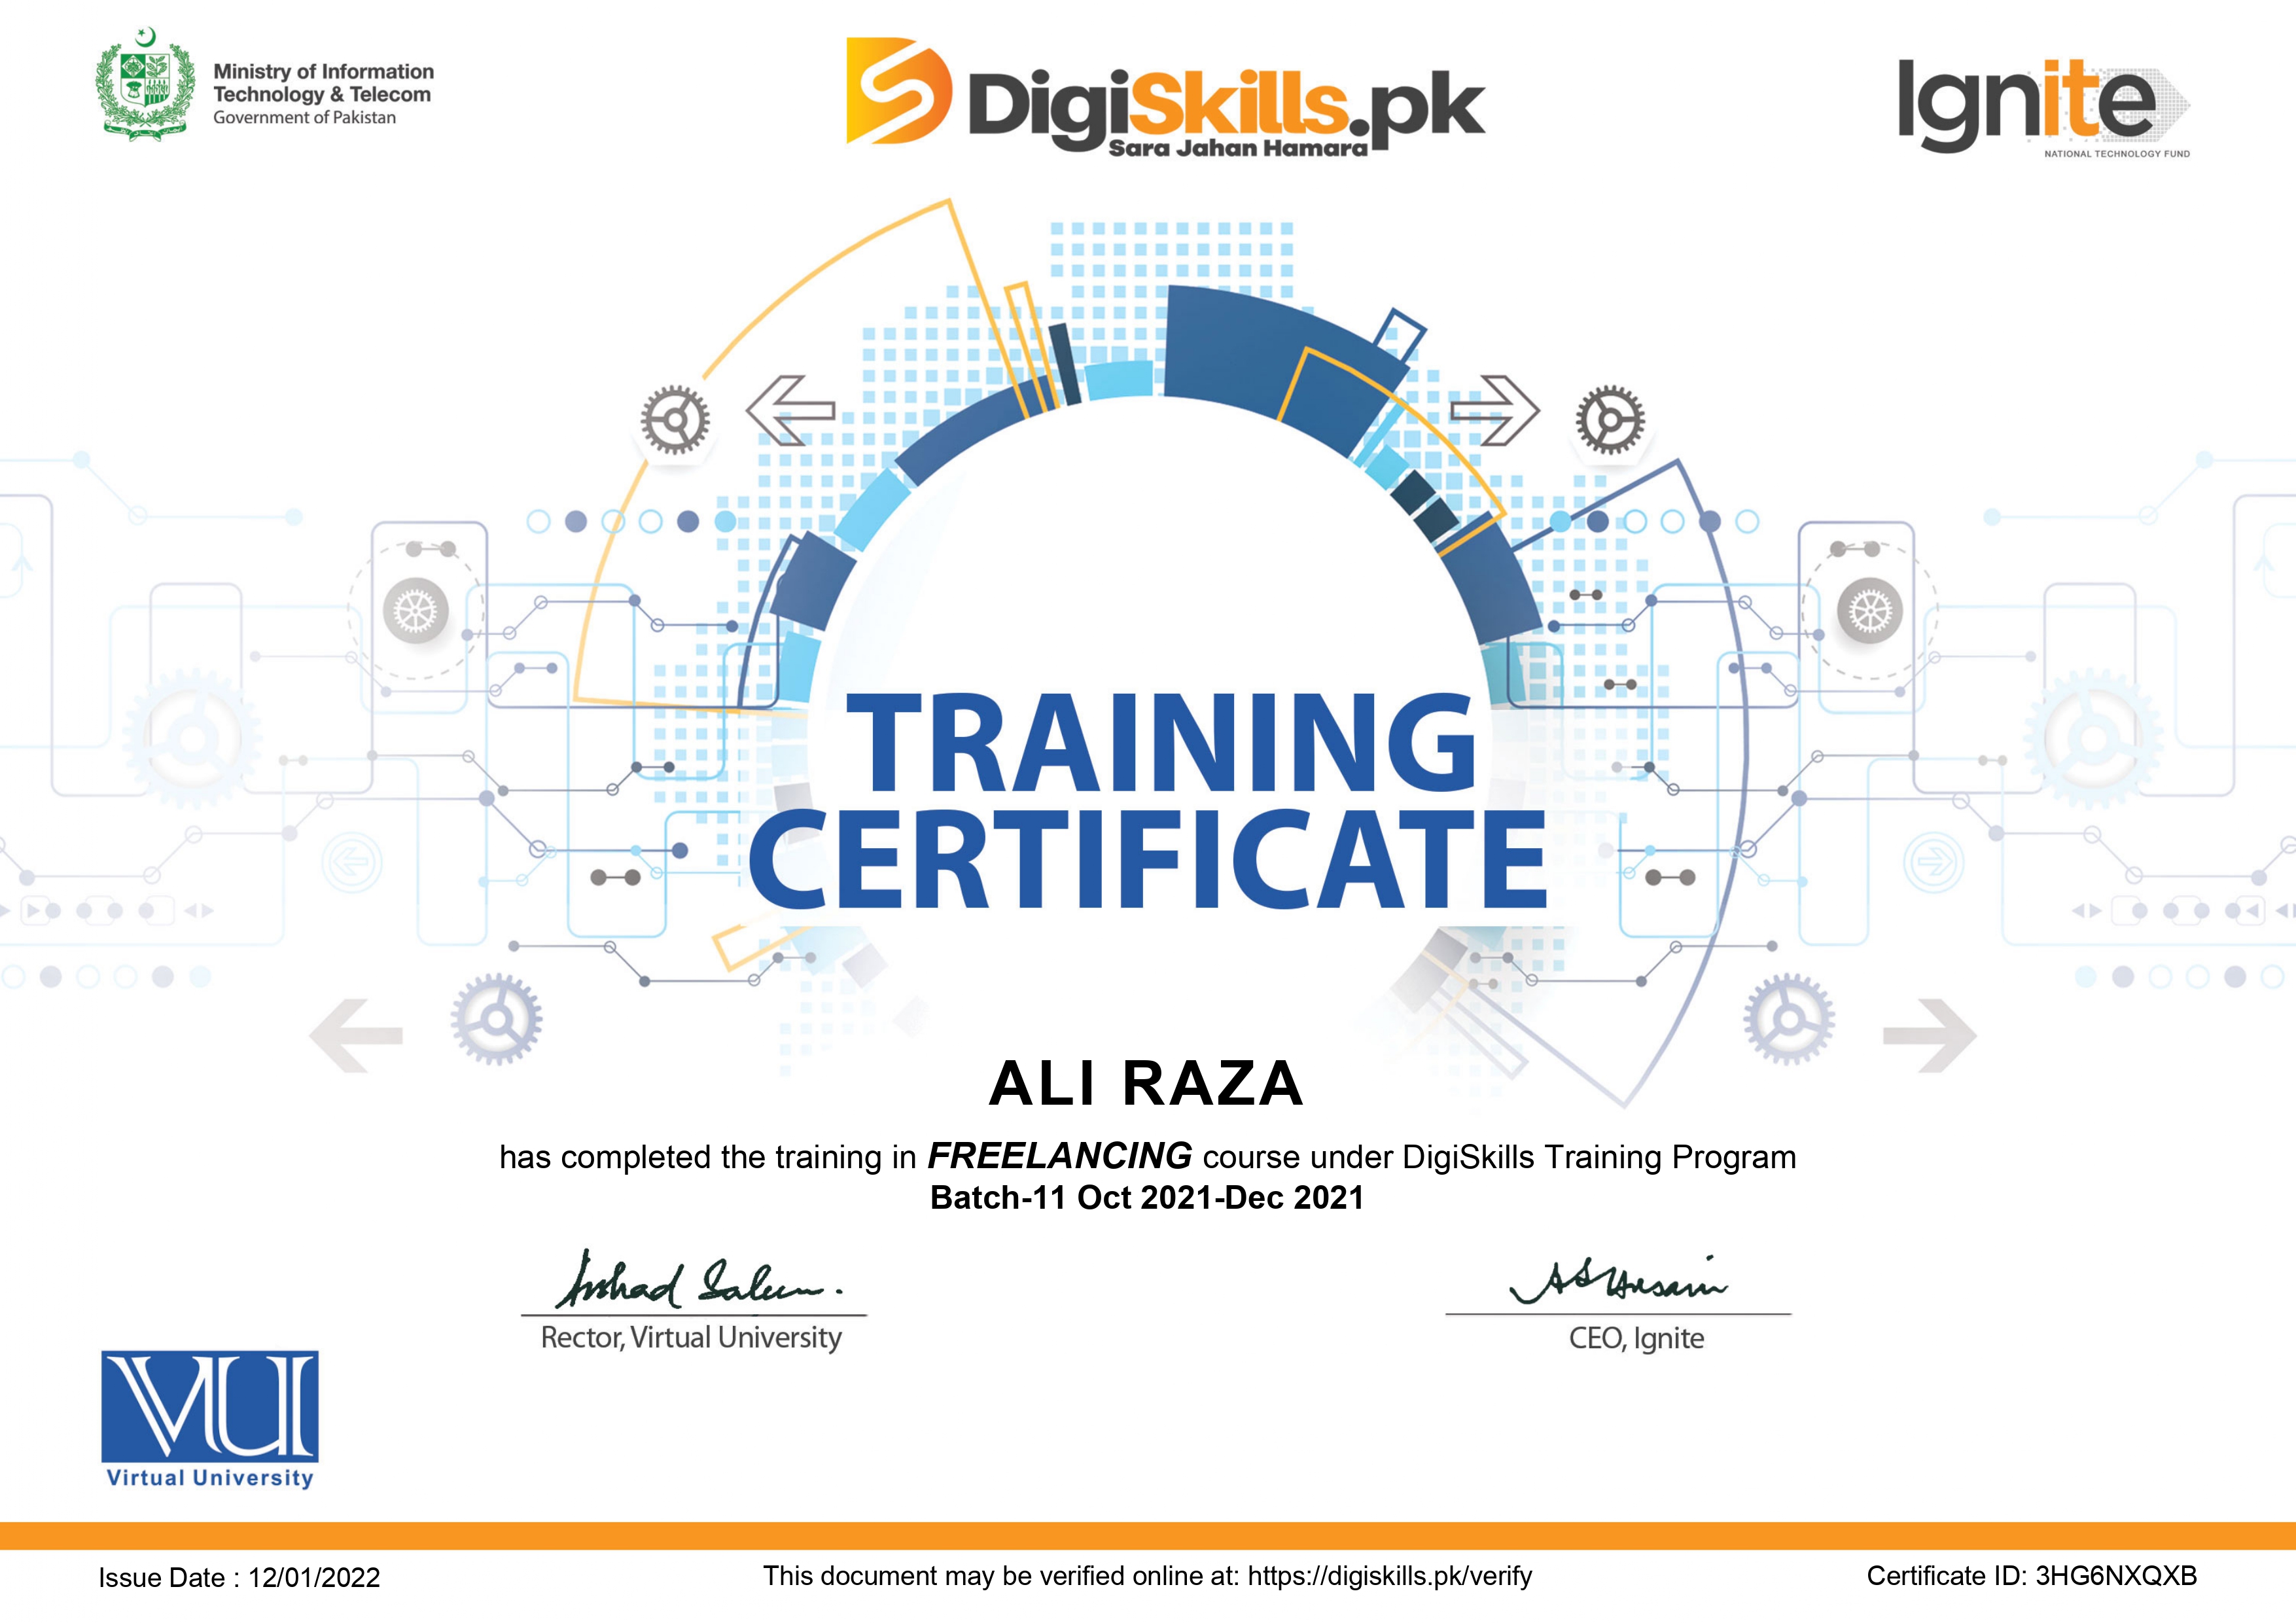 Ministry of Information
Technology & Telecom
Government of Pakistan
DigiSkills.pk
Sara Jahan Hamara
Ignite
NATIONAL TECHNOLOGY FUND
TRAINING
CERTIFICATE
ALI RAZA
has completed the training in FREELANCING course under DigiSkills Training Program
Batch-11 Oct 2021-Dec 2021
Arshad Saleem.
A S Husain
Rector, Virtual University
CEO, Ignite
VU
Virtual University
Issue Date : 12/01/2022
This document may be verified online at: https://digiskills.pk/verify
Certificate ID: 3HG6NXQXB